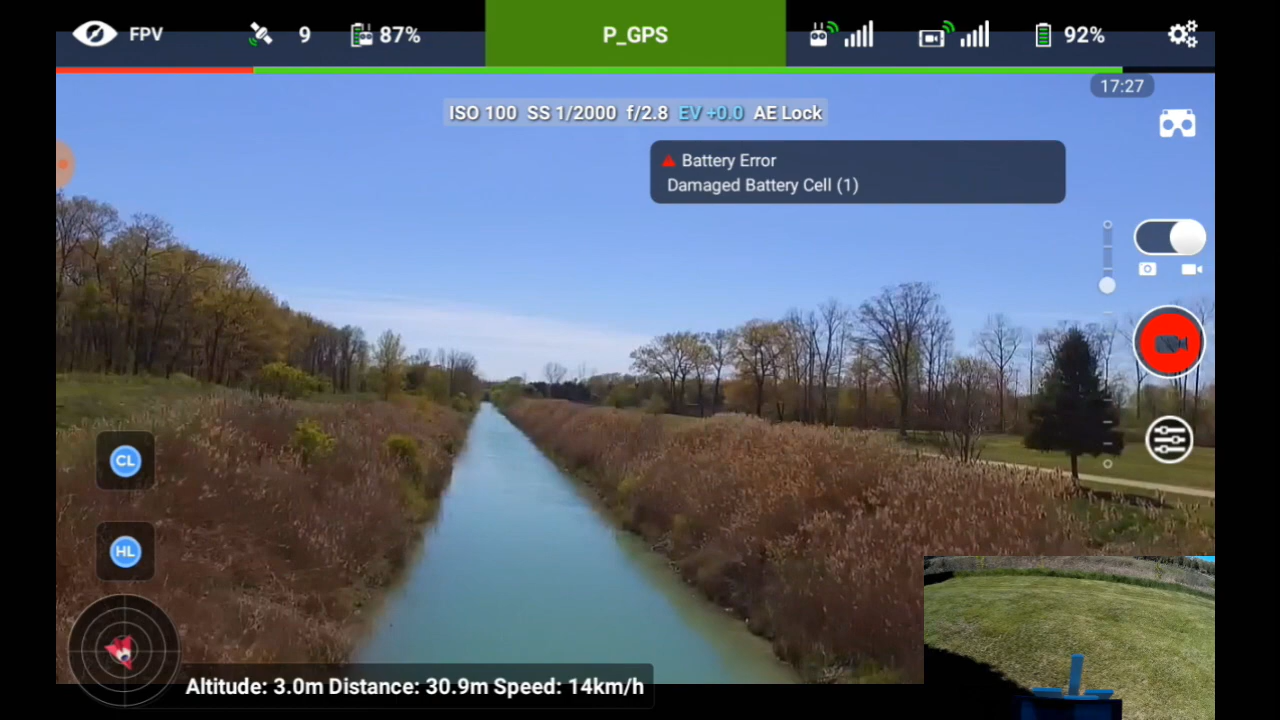 FPV 9 87% P_GPS 92%
17:27
ISO 100 SS 1/2000 f/2.8 EV +0.0 AE Lock
Battery Error
Damaged Battery Cell (1)
CL
HL
Altitude: 3.0m Distance: 30.9m Speed: 14km/h